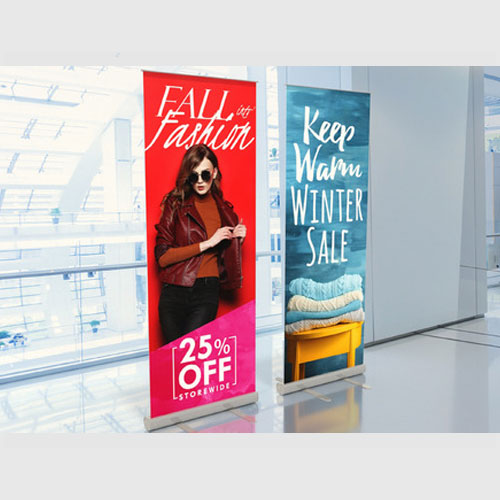 FALL into
Fashion
25%
OFF
STOREWIDE
Keep
Warm
WINTER
SALE